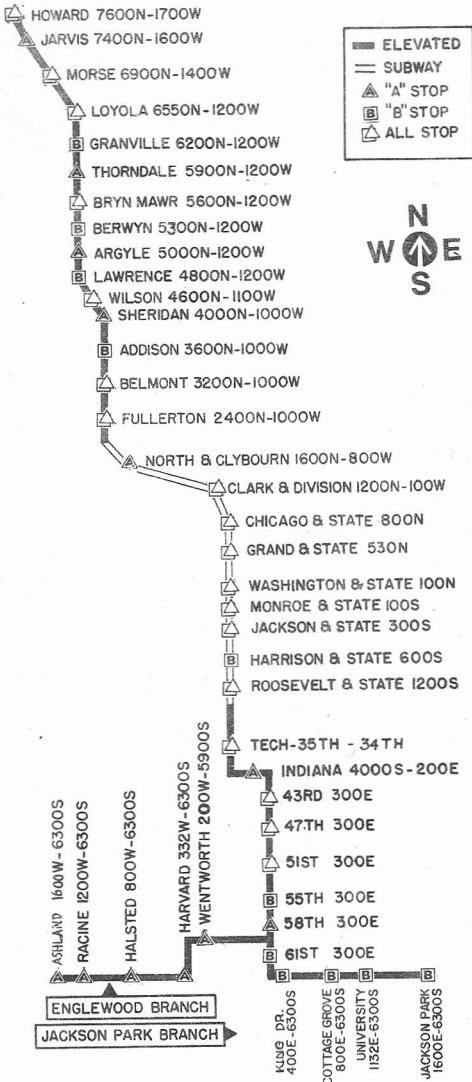 HOWARD 7600N-1700W
JARVIS 7400N-1600W
MORSE 6900N-1400W
LOYOLA 6550N-1200W
B GRANVILLE 6200N-1200W
A THORNDALE 5900N-1200W
BRYN MAWR 5600N-1200W
B BERWYN 5300N-1200W
A ARGYLE 5000N-1200W
B LAWRENCE 4800N-1200W
WILSON 4600N-1100W
A SHERIDAN 4000N-1000W
B ADDISON 3600N-1000W
BELMONT 3200N-1000W
FULLERTON 2400N-1000W
A NORTH & CLYBOURN 1600N-800W
CLARK & DIVISION 1200N-100W
CHICAGO & STATE 800N
GRAND & STATE 530N
WASHINGTON & STATE 100N
MONROE & STATE 100S
JACKSON & STATE 300S
B HARRISON & STATE 600S
ROOSEVELT & STATE 1200S
TECH-35TH - 34TH
A INDIANA 4000S-200E
43RD 300E
47TH 300E
51ST 300E
B 55TH 300E
A 58TH 300E
B 61ST 300E
ELEVATED
SUBWAY
A "A" STOP
B "B" STOP
ALL STOP
N
W E
S
A ASHLAND 1600W-6300S
A RACINE 1200W-6300S
A HALSTED 800W-6300S
A HARVARD 332W-6300S
A WENTWORTH 200W-5900S
ENGLEWOOD BRANCH
JACKSON PARK BRANCH
B KING DR.
400E-6300S
B COTTAGE GROVE
800E-6300S
B UNIVERSITY
1132E-6300S
B JACKSON PARK
1600E-6300S